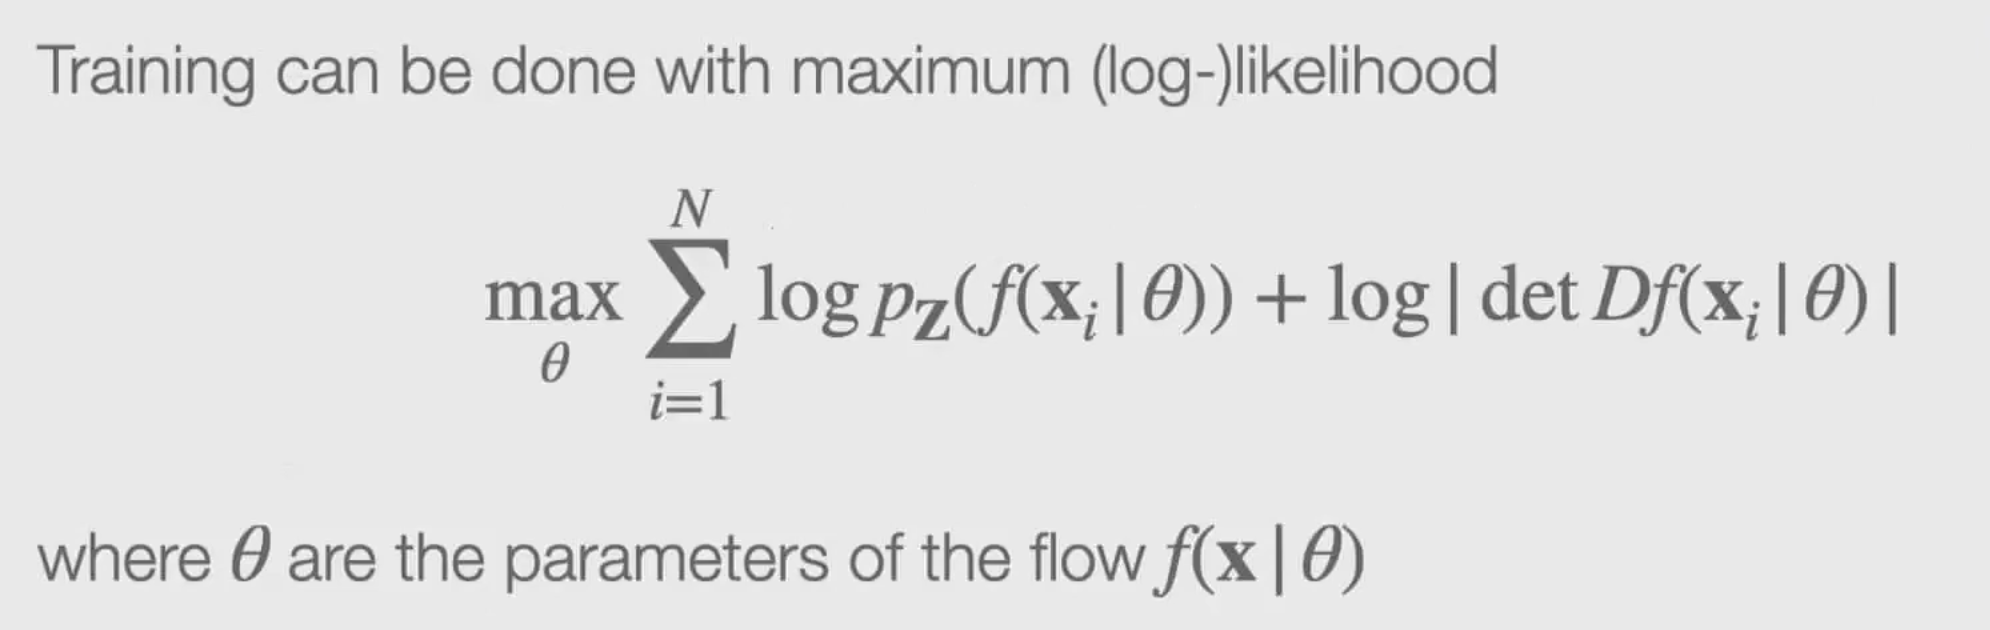 Training can be done with maximum (log-)likelihood
max_θ ∑_{i=1}^{N} log p_𝐙(f(𝐱_i | θ)) + log | det Df(𝐱_i | θ) |
where θ are the parameters of the flow f(𝐱 | θ)